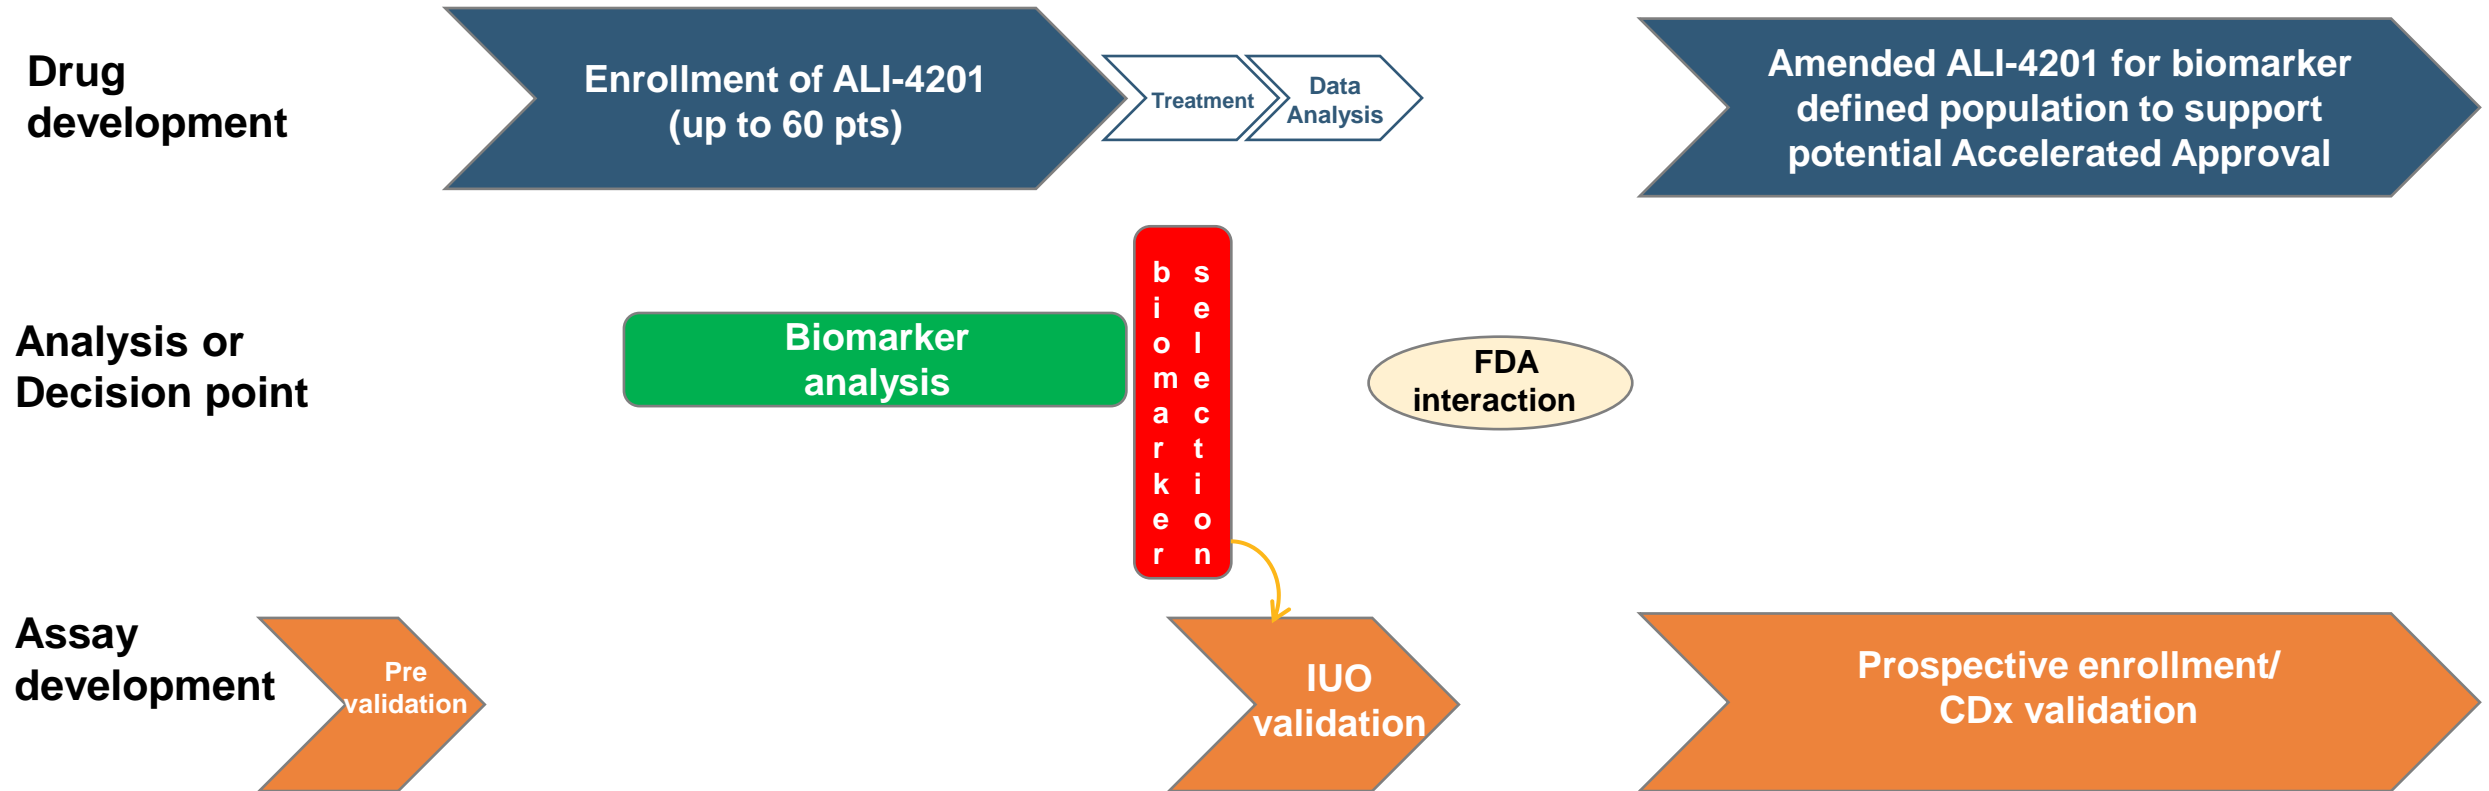 Drug
development
Enrollment of ALI-4201
(up to 60 pts)
Treatment
Data
Analysis
Amended ALI-4201 for biomarker
defined population to support
potential Accelerated Approval
Analysis or
Decision point
Biomarker
analysis
biomarker
selection
FDA
interaction
Assay
development
Pre
validation
IUO
validation
Prospective enrollment/
CDx validation